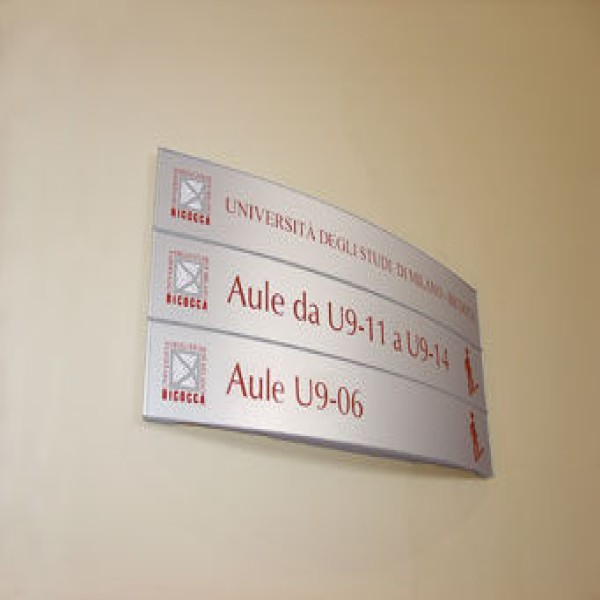 BICOCCA
UNIVERSITÀ DEGLI STUDI DI MILANO - BICOCCA
BICOCCA
Aule da U9-11 a U9-14
BICOCCA
Aule U9-06